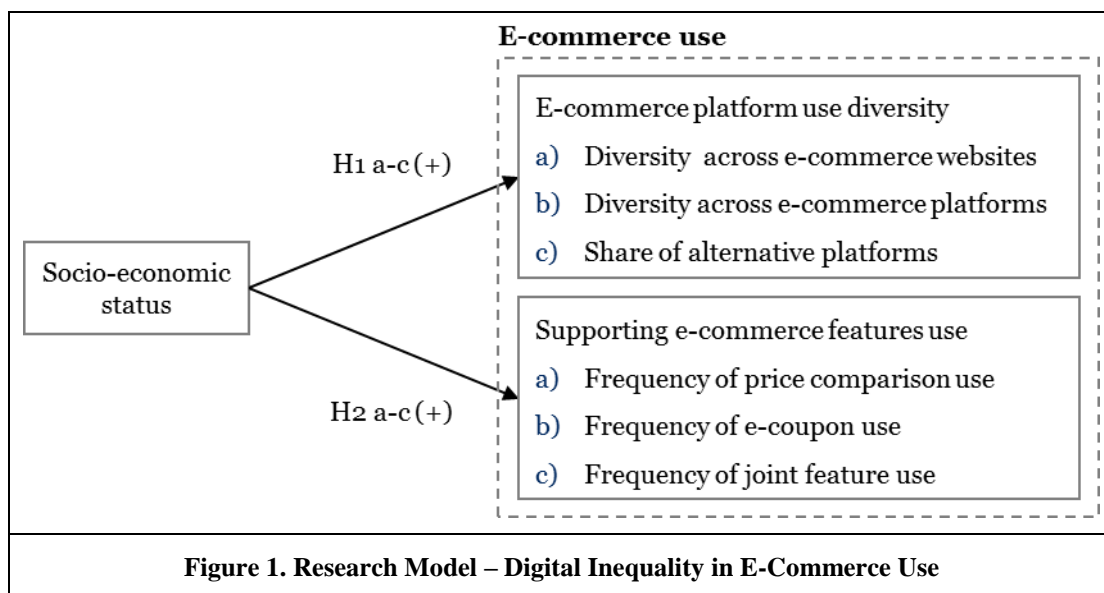 E-commerce use
E-commerce platform use diversity
a) Diversity across e-commerce websites
b) Diversity across e-commerce platforms
c) Share of alternative platforms
H1 a-c (+)
Socio-economic
status
H2 a-c (+)
Supporting e-commerce features use
a) Frequency of price comparison use
b) Frequency of e-coupon use
c) Frequency of joint feature use
Figure 1. Research Model – Digital Inequality in E-Commerce Use